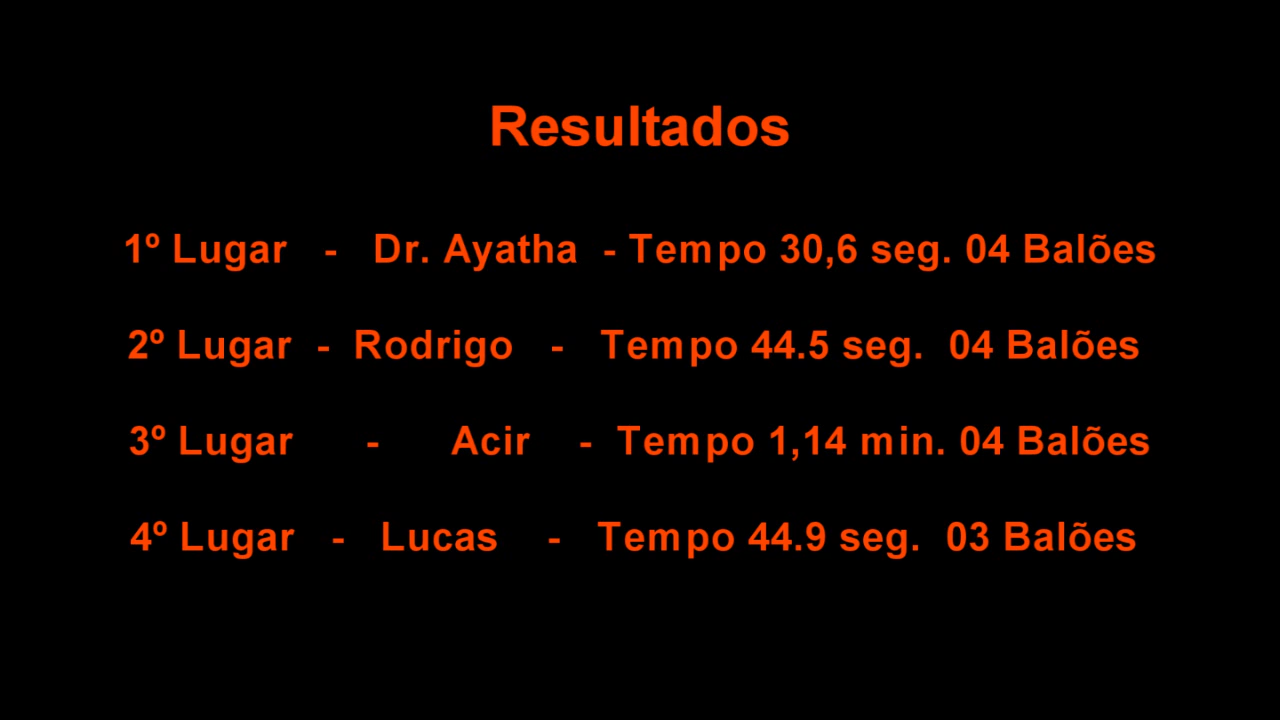 Resultados
1º Lugar - Dr. Ayatha - Tempo 30,6 seg. 04 Balões
2º Lugar - Rodrigo - Tempo 44.5 seg. 04 Balões
3º Lugar - Acir - Tempo 1,14 min. 04 Balões
4º Lugar - Lucas - Tempo 44.9 seg. 03 Balões